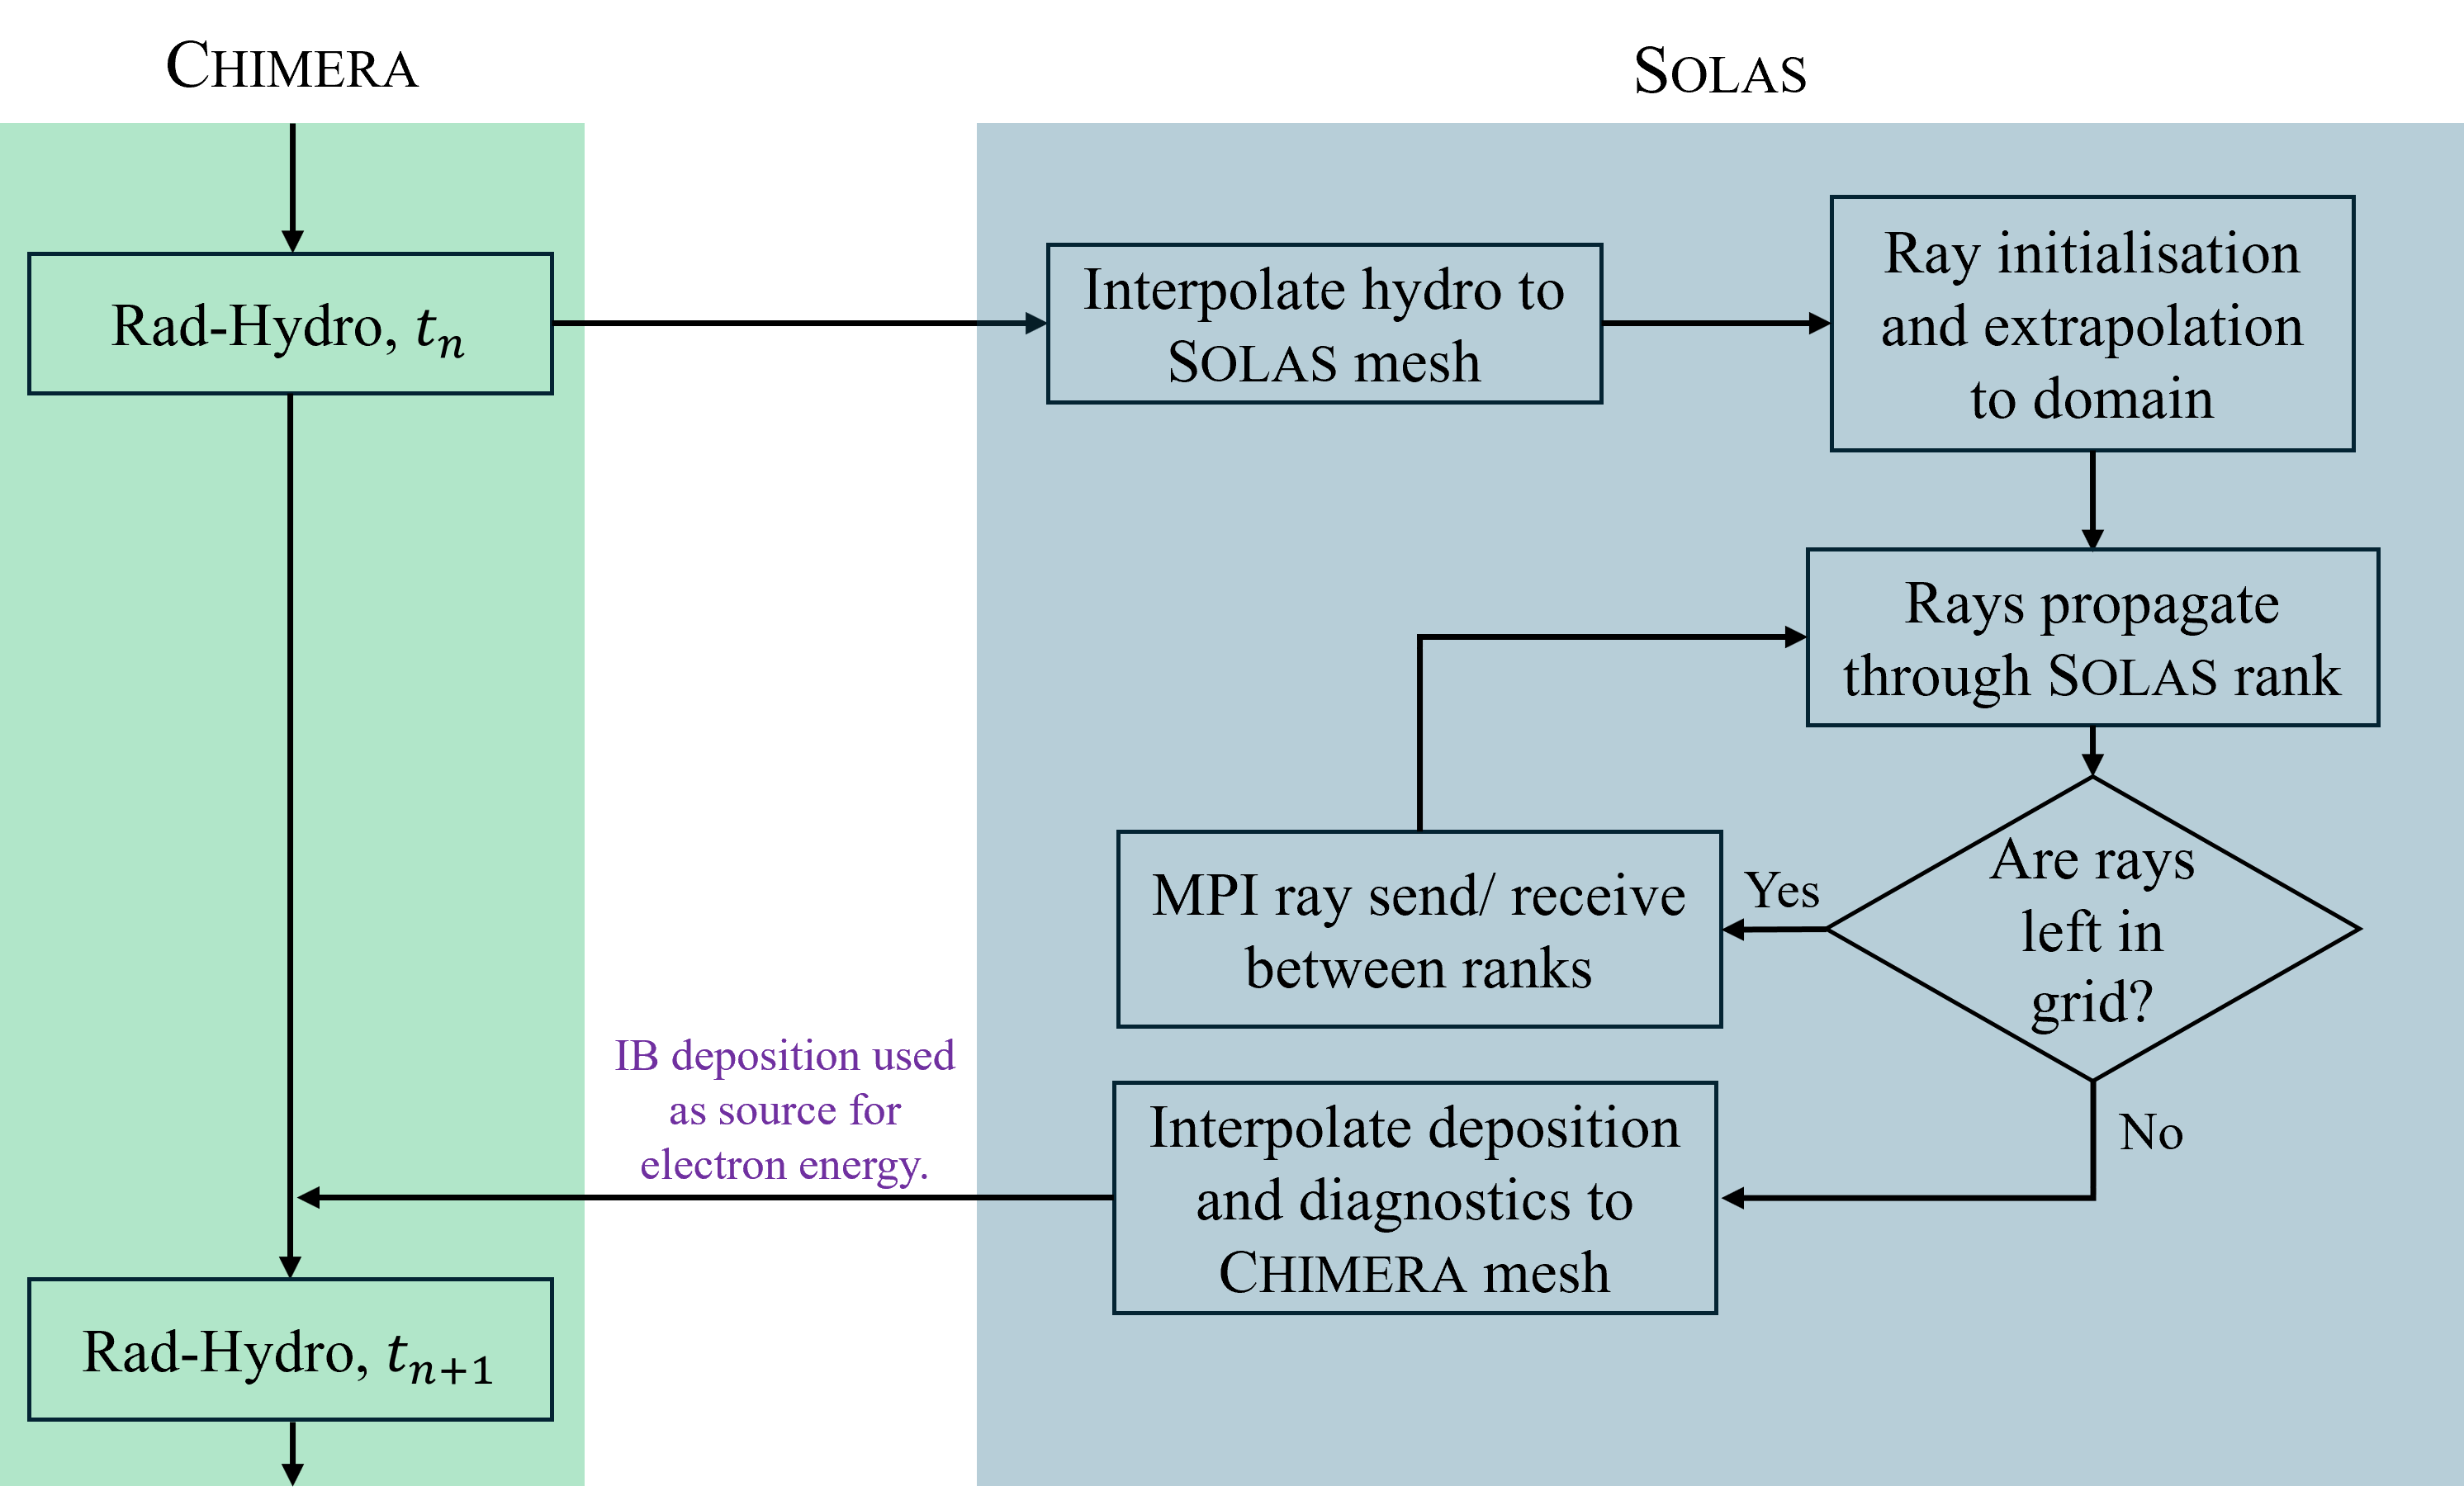 CHIMERA
SOLAS
Rad-Hydro, tₙ
Interpolate hydro to
SOLAS mesh
Ray initialisation
and extrapolation
to domain
Rays propagate
through SOLAS rank
Are rays
left in
grid?
Yes
MPI ray send/ receive
between ranks
No
Interpolate deposition
and diagnostics to
CHIMERA mesh
IB deposition used
as source for
electron energy.
Rad-Hydro, tₙ₊₁